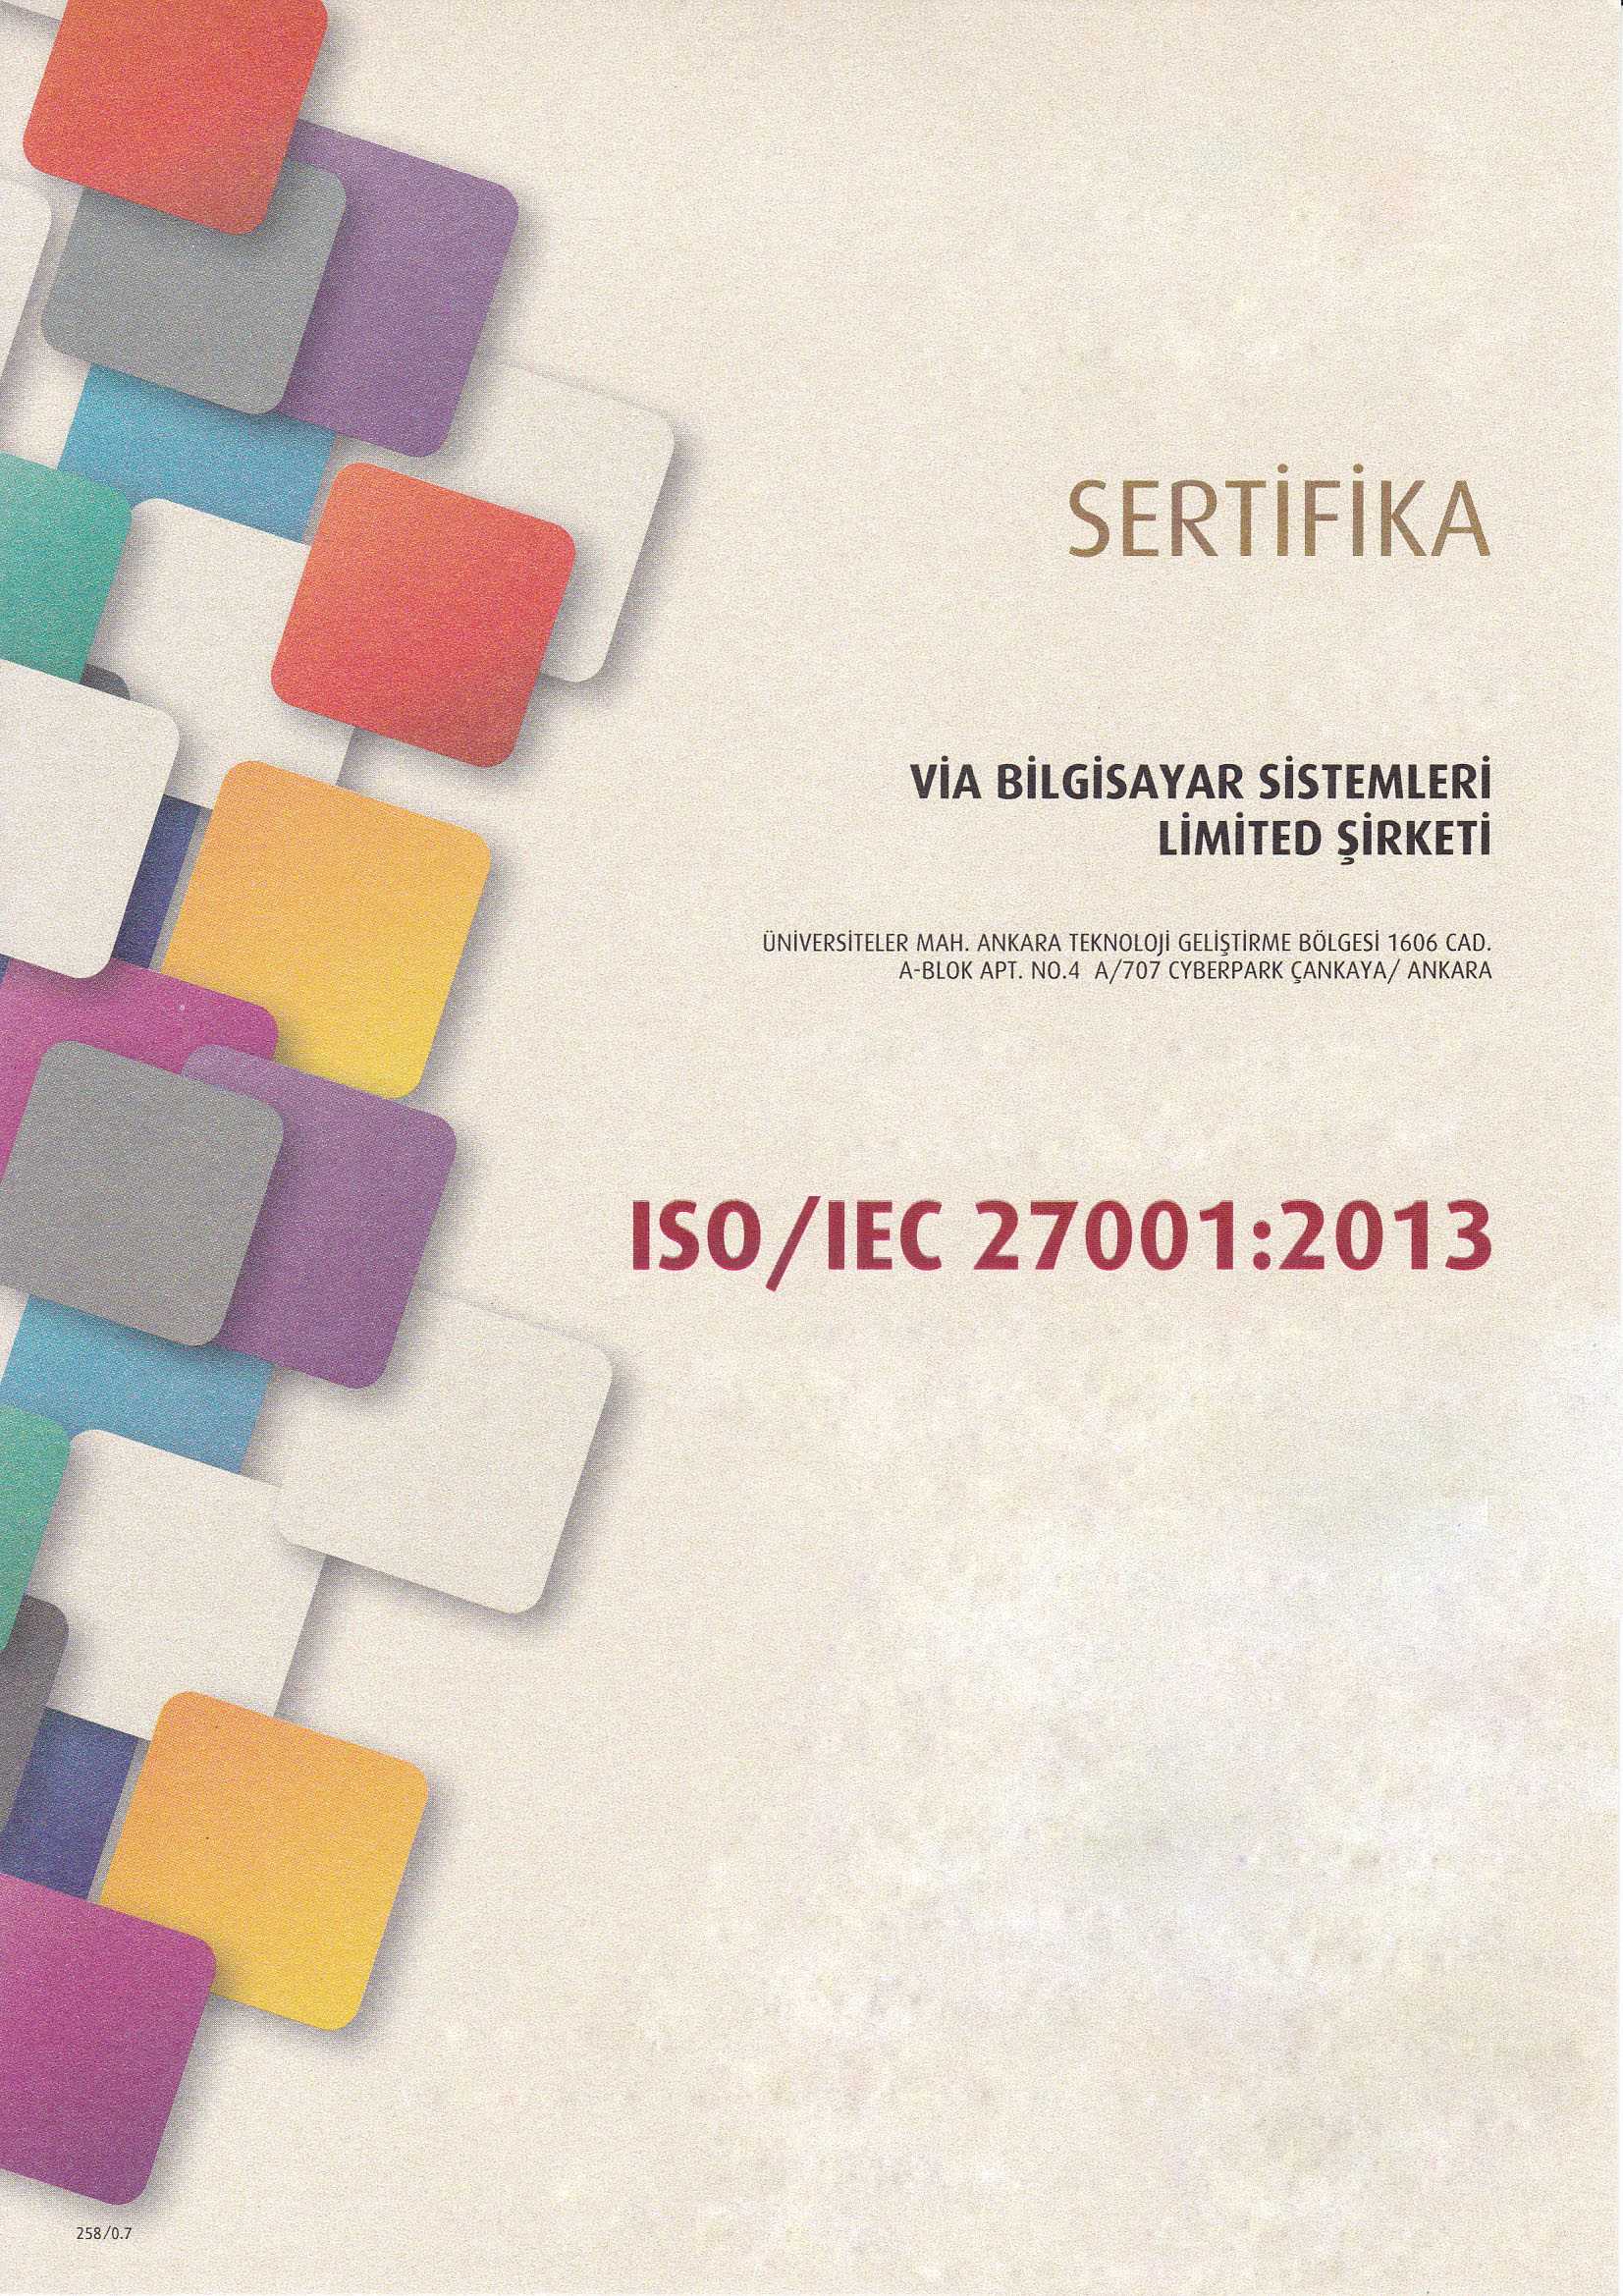 SERTİFİKA
VİA BİLGİSAYAR SİSTEMLERİ
LİMİTED ŞİRKETİ
ÜNİVERSİTELER MAH. ANKARA TEKNOLOJİ GELİŞTİRME BÖLGESİ 1606 CAD.
A-BLOK APT. NO.4 A/707 CYBERPARK ÇANKAYA/ ANKARA
ISO/IEC 27001:2013
258/0.7